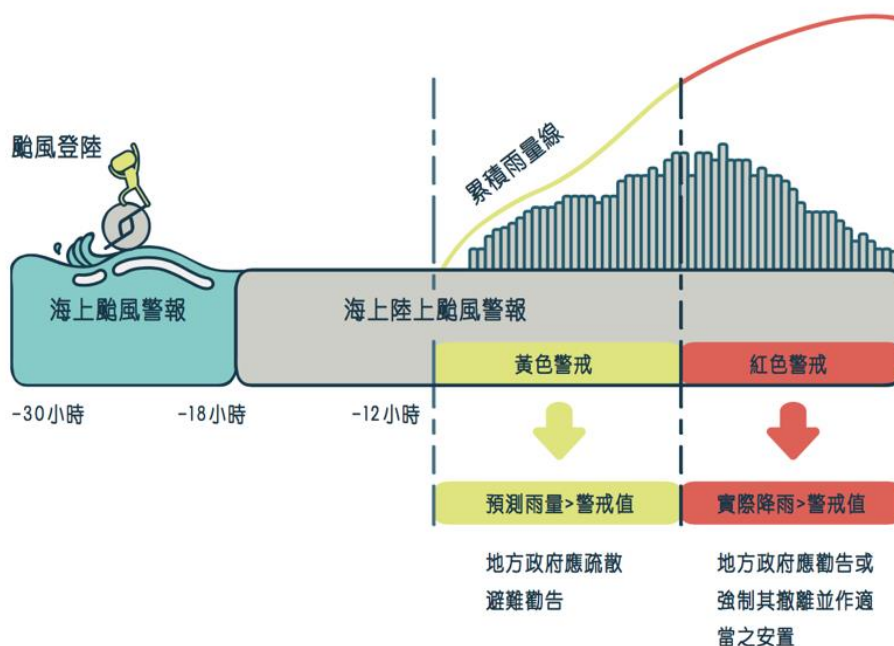 颱風登陸
累積雨量線
海上颱風警報
海上陸上颱風警報
黃色警戒
紅色警戒
-30小時
-18小時
-12小時
預測雨量>警戒值
實際降雨>警戒值
地方政府應疏散
避難勸告
地方政府應勸告或
強制其撤離並作適
當之安置